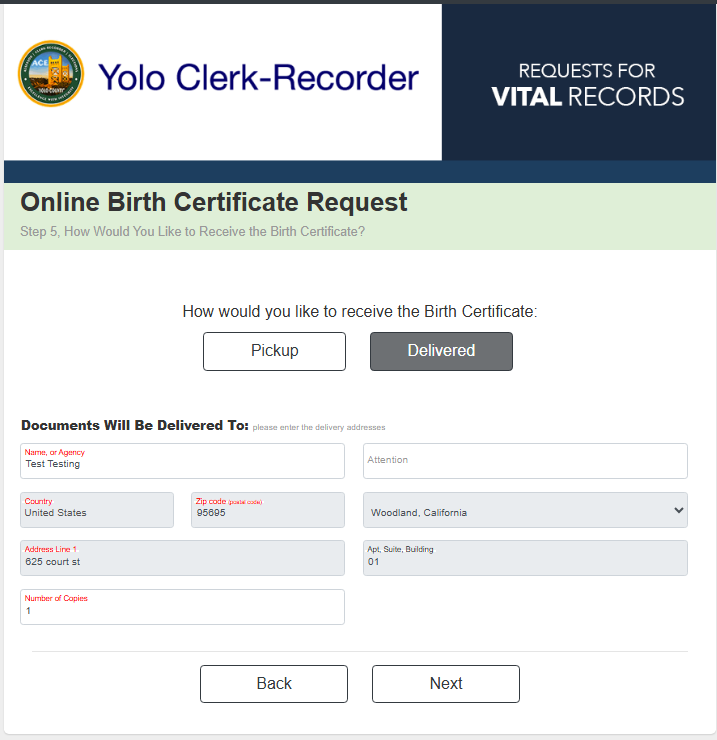 ACE
YOLO COUNTY
Yolo Clerk-Recorder
REQUESTS FOR
VITAL RECORDS
Online Birth Certificate Request
Step 5, How Would You Like to Receive the Birth Certificate?
How would you like to receive the Birth Certificate:
Pickup
Delivered
Documents Will Be Delivered To: please enter the delivery addresses
Name, or Agency
Test Testing
Attention
Country
United States
Zip code (postal code)
95695
Woodland, California
Address Line 1
625 court st
Apt, Suite, Building
01
Number of Copies
1
Back
Next